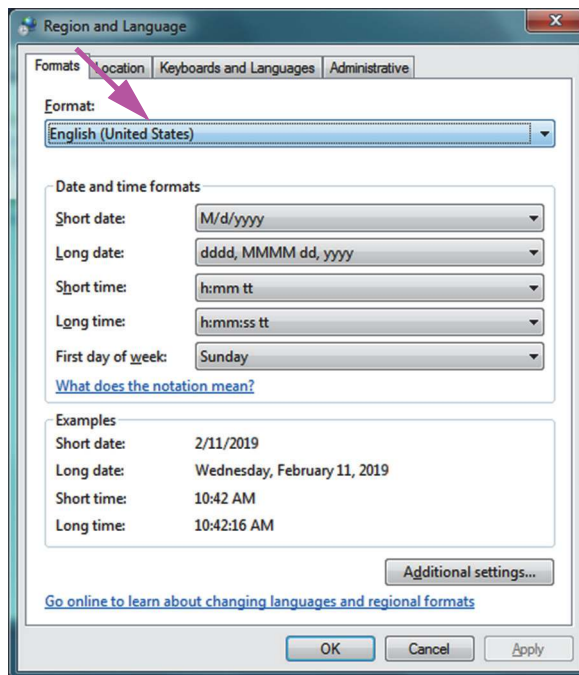 Region and Language
Formats Location Keyboards and Languages Administrative
Format:
English (United States)
Date and time formats
Short date: M/d/yyyy
Long date: dddd, MMMM dd, yyyy
Short time: h:mm tt
Long time: h:mm:ss tt
First day of week: Sunday
What does the notation mean?
Examples
Short date: 2/11/2019
Long date: Wednesday, February 11, 2019
Short time: 10:42 AM
Long time: 10:42:16 AM
Additional settings...
Go online to learn about changing languages and regional formats
OK Cancel Apply